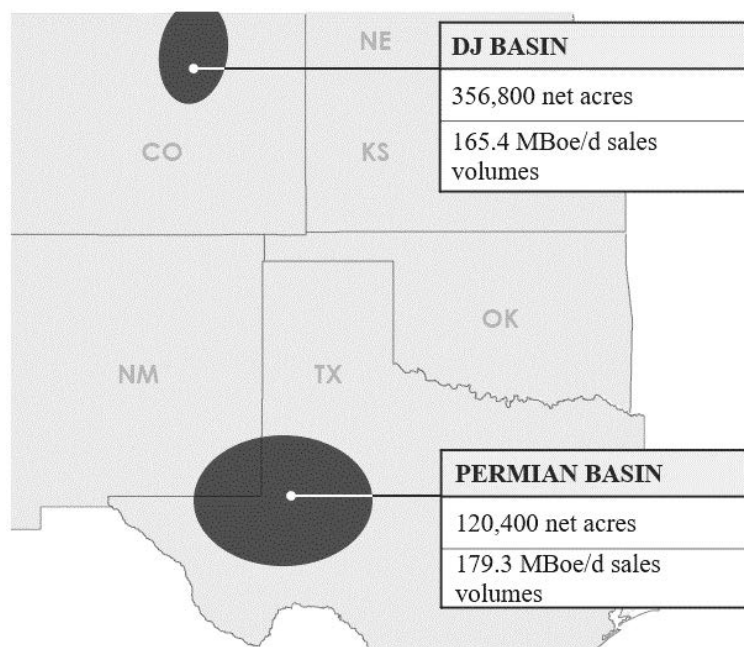 NE
CO
KS
DJ BASIN
356,800 net acres
165.4 MBoe/d sales
volumes
NM
TX
OK
PERMIAN BASIN
120,400 net acres
179.3 MBoe/d sales
volumes